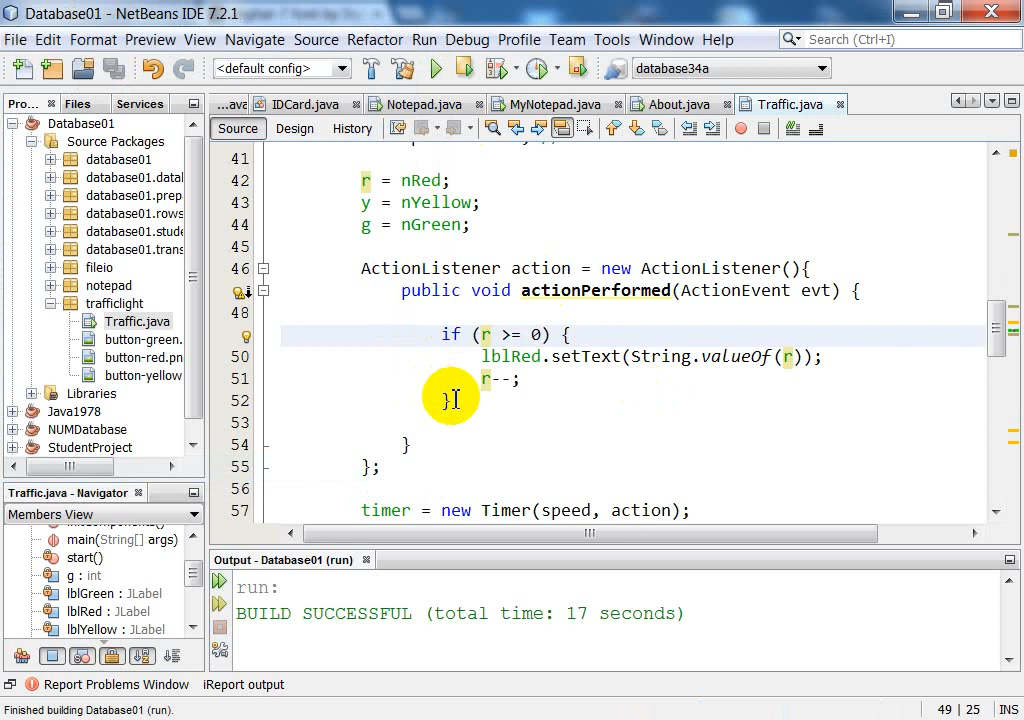 Database01 - NetBeans IDE 7.2.1
File Edit Format Preview View Navigate Source Refactor Run Debug Profile Team Tools Window Help
Search (Ctrl+I)
<default config>
database34a
Pro...
Files
Services
...ava
IDCard.java
Notepad.java
MyNotepad.java
About.java
Traffic.java
Source
Design
History
Database01
Source Packages
database01
database01.datal
database01.prep
database01.rows
database01.stude
database01.trans
fileio
notepad
trafficlight
Traffic.java
button-green.
button-red.pn
button-yellow
Libraries
Java1978
NUMDatabase
StudentProject
41
42 r = nRed;
43 y = nYellow;
44 g = nGreen;
45
46 ActionListener action = new ActionListener(){
public void actionPerformed(ActionEvent evt) {
48
if (r >= 0) {
50 lblRed.setText(String.valueOf(r));
51 r--;
52 }
53
54 }
55 };
56
57 timer = new Timer(speed, action);
Traffic.java - Navigator
Members View
main(String[] args)
start()
g : int
lblGreen : JLabel
lblRed : JLabel
lblYellow : JLabel
Output - Database01 (run)
run:
BUILD SUCCESSFUL (total time: 17 seconds)
Report Problems Window
iReport output
Finished building Database01 (run).
49 | 25
INS